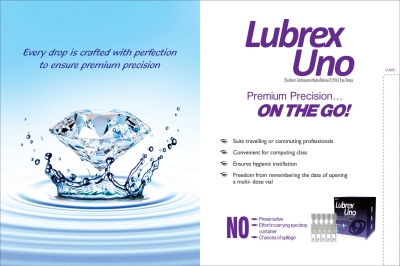 Every drop is crafted with perfection
to ensure premium precision
Lubrex
Uno
(Sodium Carboxymethylcellulose 0.5%) Eye Drops
Premium Precision...
ON THE GO!
Suits travelling or commuting professionals
Convenient for computing class
Ensures hygienic instillation
Freedom from remembering the date of opening
a multi- dose vial
NO
Preservative
Effort in carrying eye drop
container
Chances of spillage
Lubrex
Uno